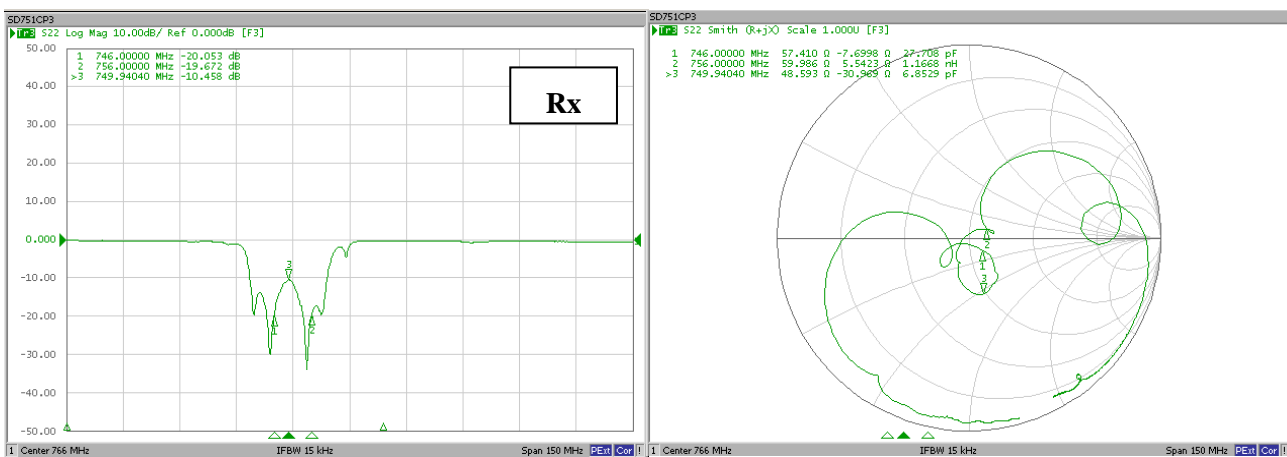 SD751CP3
Tr3 S22 Log Mag 10.00dB/ Ref 0.000dB [F3]
50.00
40.00
30.00
20.00
10.00
0.000
-10.00
-20.00
-30.00
-40.00
-50.00
1 746.00000 MHz -20.053 dB
2 756.00000 MHz -19.672 dB
>3 749.94040 MHz -10.458 dB
Rx
3
1
2
1 Center 766 MHz IFBW 15 kHz Span 150 MHz PExt Cor !
SD751CP3
Tr3 S22 Smith (R+jX) Scale 1.000U [F3]
1 746.00000 MHz 57.410 Ω -7.6998 Ω 27.708 pF
2 756.00000 MHz 59.986 Ω 5.5423 Ω 1.1668 nH
>3 749.94040 MHz 48.593 Ω -30.969 Ω 6.8529 pF
2
1
3
1 Center 766 MHz IFBW 15 kHz Span 150 MHz PExt Cor !